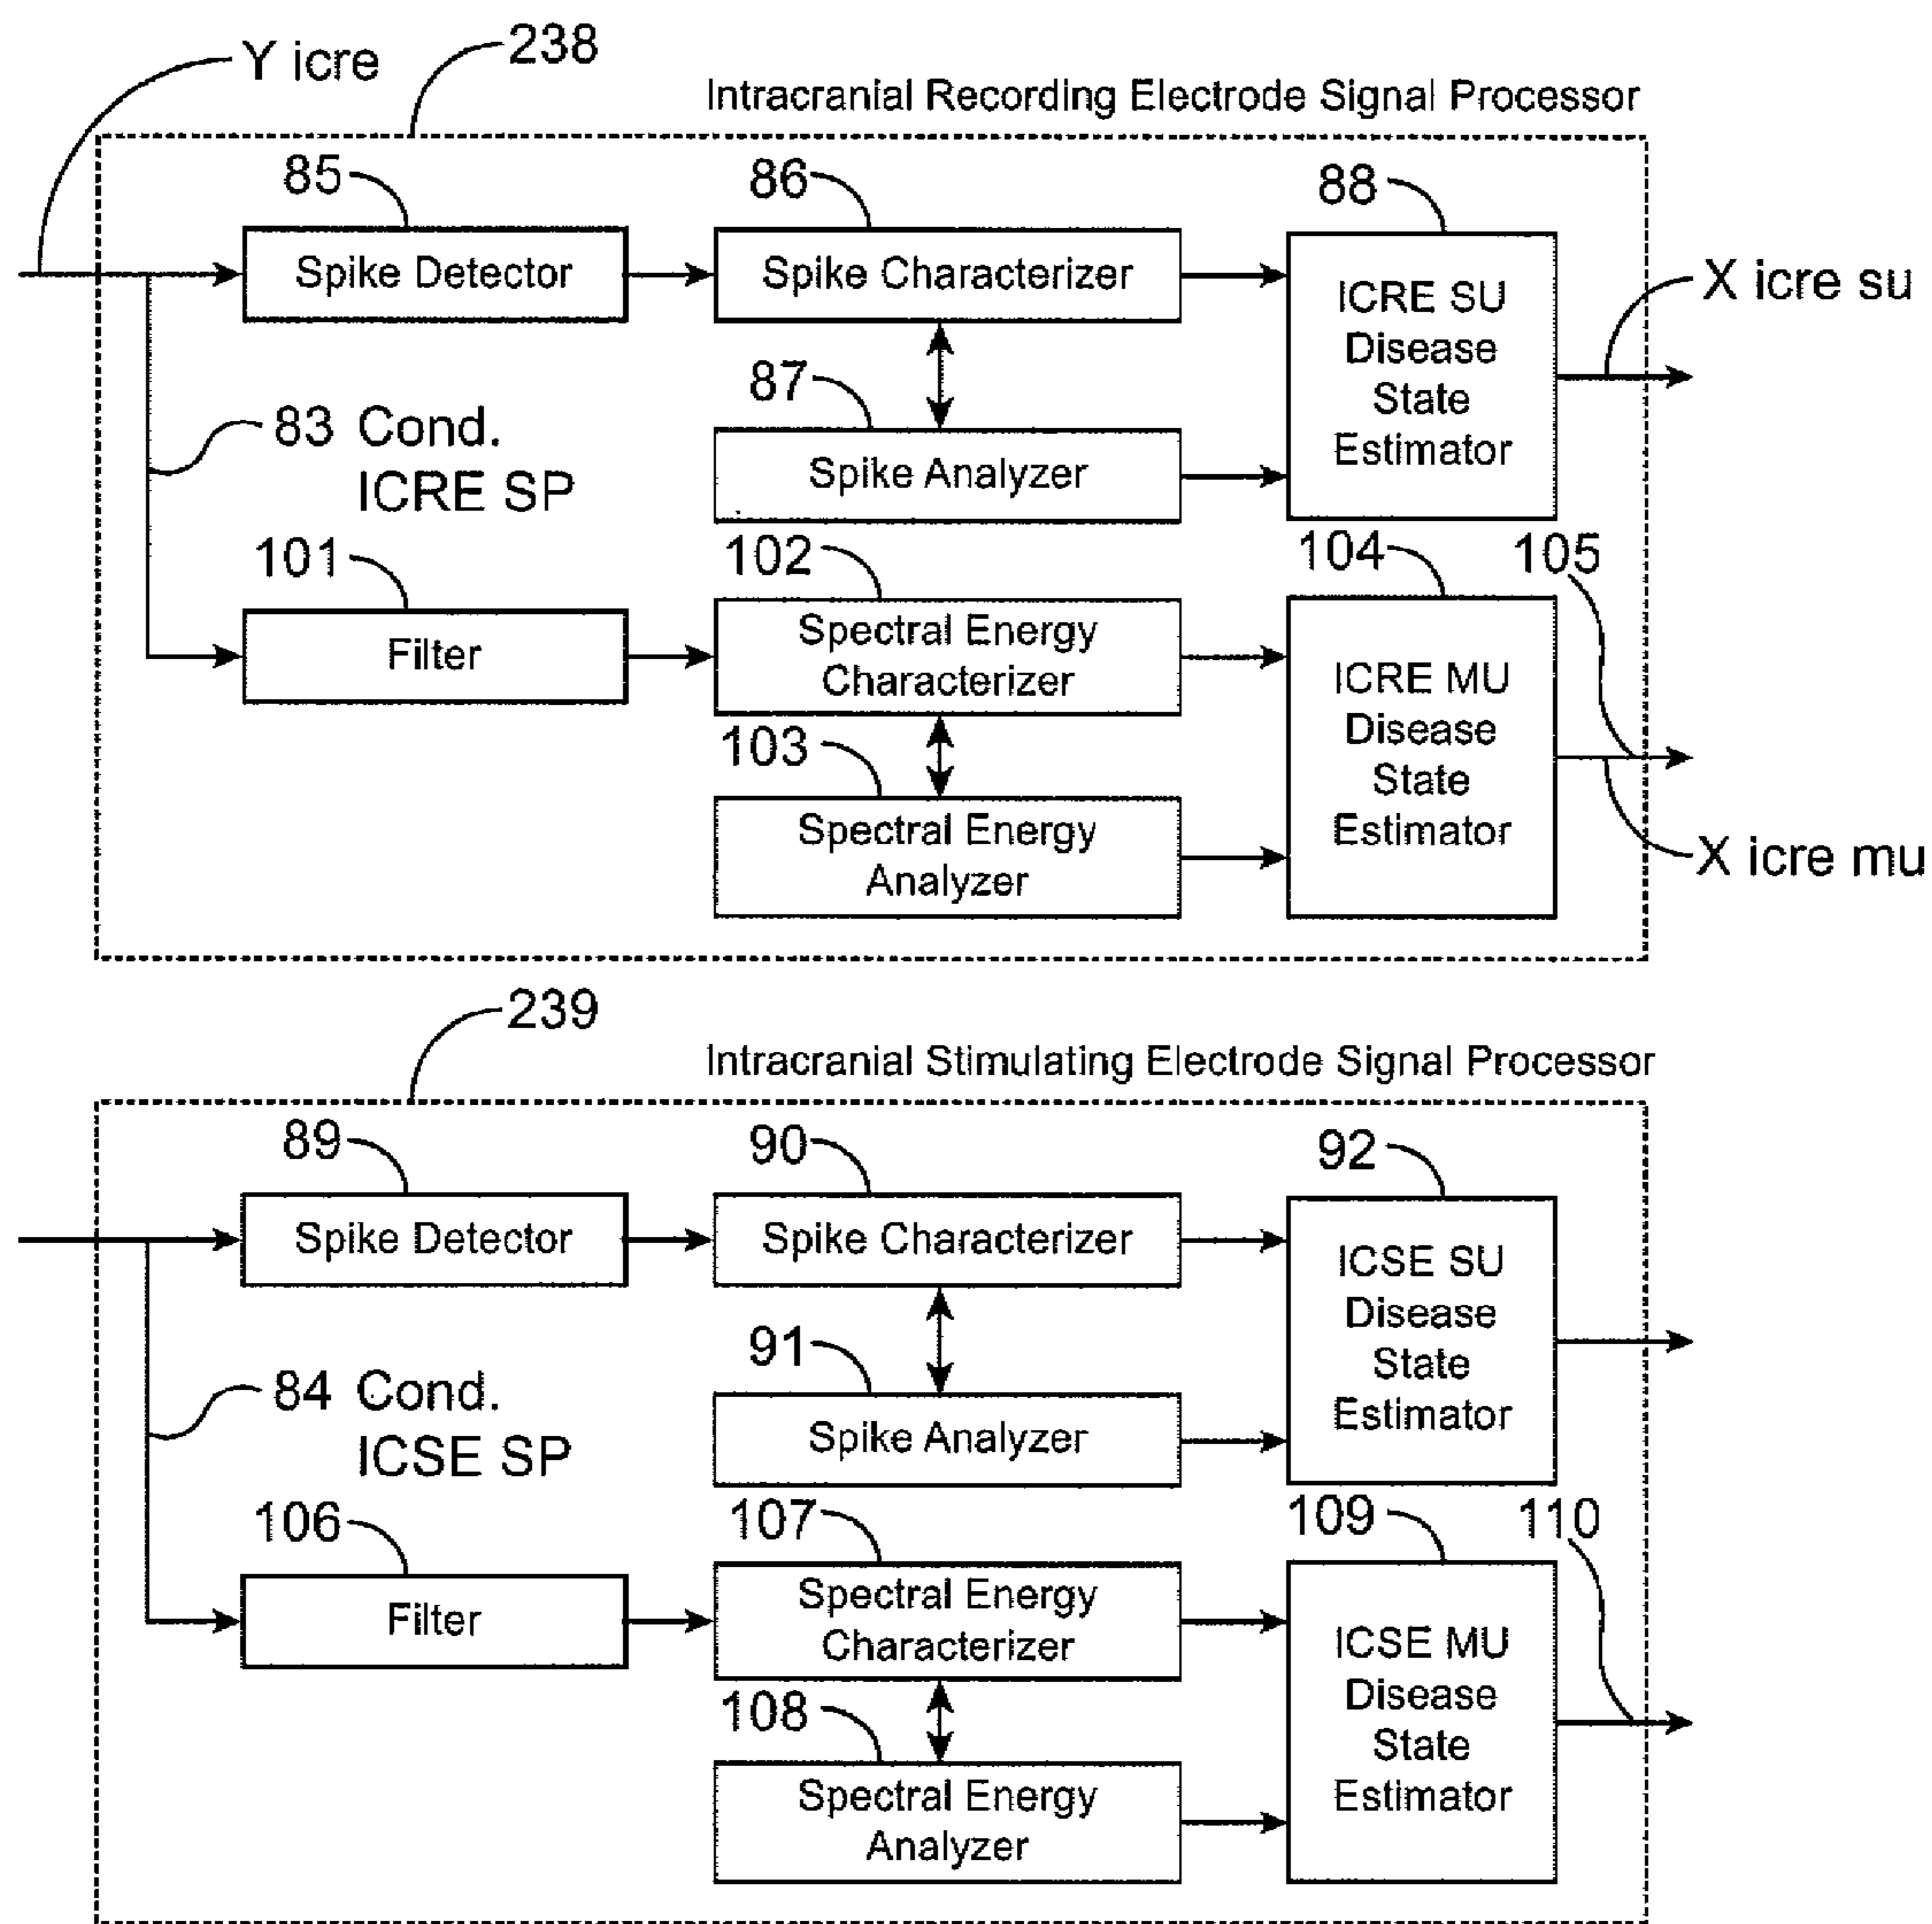 Y icre
238
Intracranial Recording Electrode Signal Processor
85
86
88
Spike Detector
Spike Characterizer
ICRE SU
Disease
State
Estimator
X icre su
87
83 Cond.
ICRE SP
Spike Analyzer
101
102
104
105
Filter
Spectral Energy
Characterizer
ICRE MU
Disease
State
Estimator
103
Spectral Energy
Analyzer
X icre mu
239
Intracranial Stimulating Electrode Signal Processor
89
90
92
Spike Detector
Spike Characterizer
ICSE SU
Disease
State
Estimator
91
84 Cond.
ICSE SP
Spike Analyzer
106
107
109
110
Filter
Spectral Energy
Characterizer
ICSE MU
Disease
State
Estimator
108
Spectral Energy
Analyzer